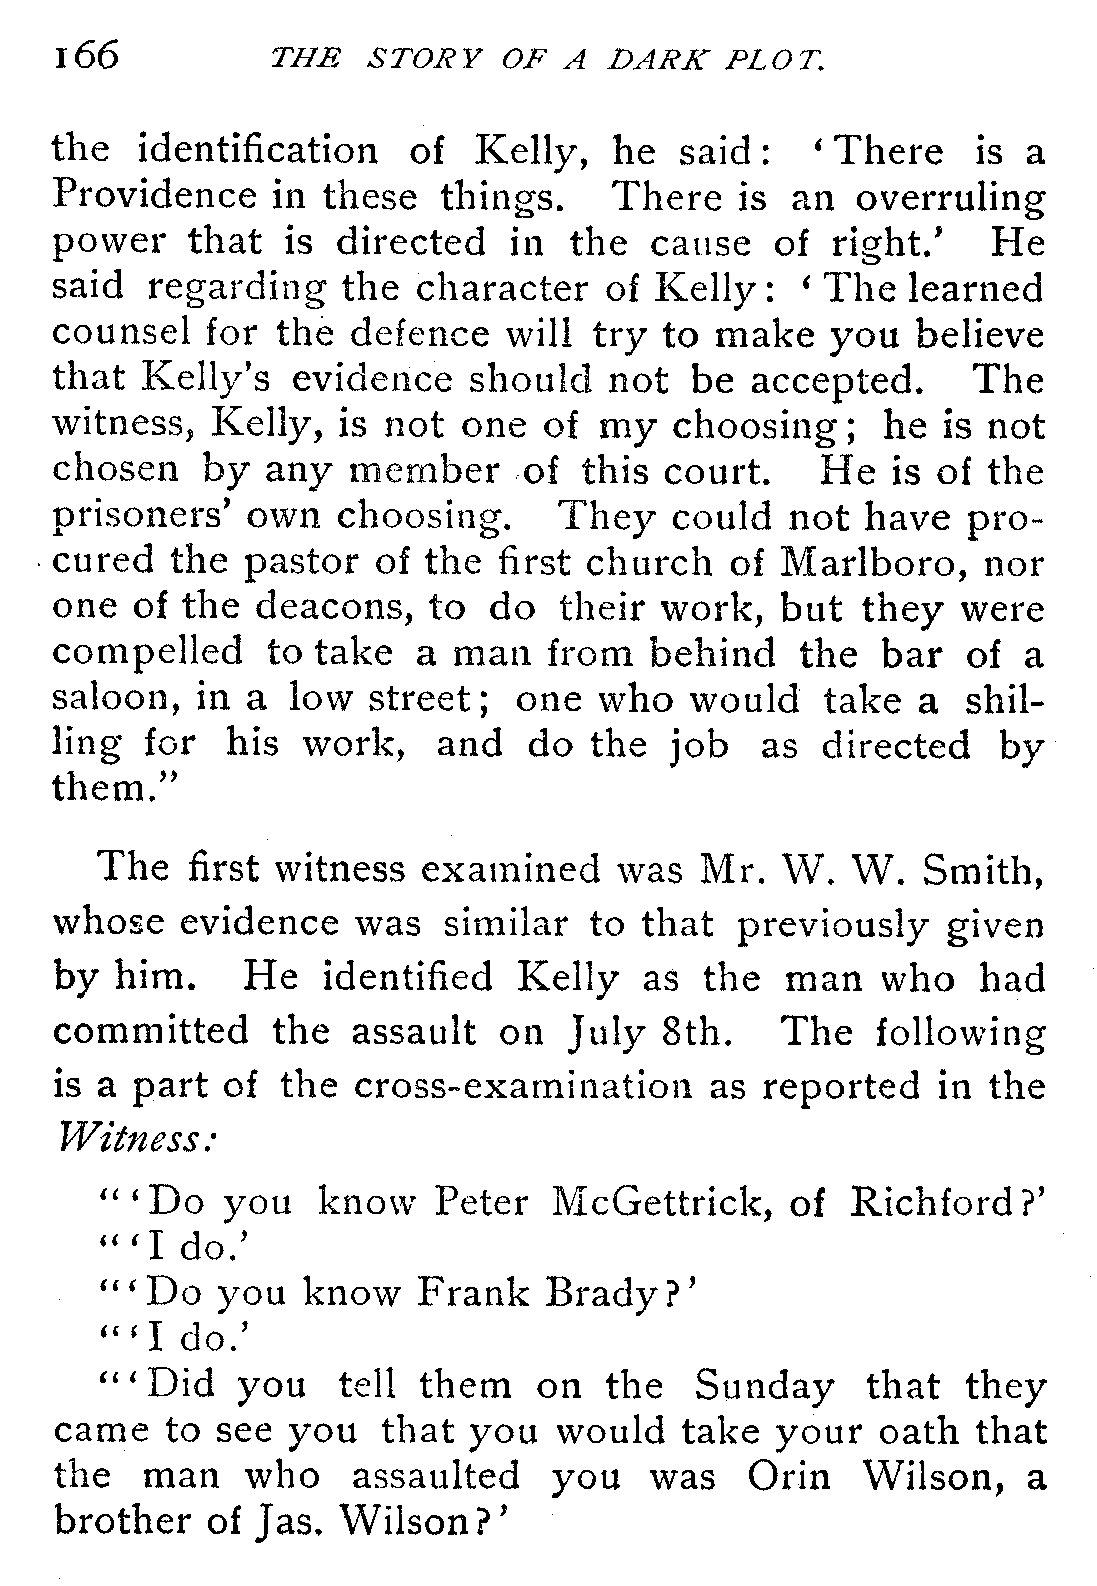 166 THE STORY OF A DARK PLOT.
the identification of Kelly, he said: ‘There is a
Providence in these things. There is an overruling
power that is directed in the cause of right.’ He
said regarding the character of Kelly: ‘The learned
counsel for the defence will try to make you believe
that Kelly’s evidence should not be accepted. The
witness, Kelly, is not one of my choosing; he is not
chosen by any member of this court. He is of the
prisoners’ own choosing. They could not have pro-
cured the pastor of the first church of Marlboro, nor
one of the deacons, to do their work, but they were
compelled to take a man from behind the bar of a
saloon, in a low street; one who would take a shil-
ling for his work, and do the job as directed by
them.”
The first witness examined was Mr. W. W. Smith,
whose evidence was similar to that previously given
by him. He identified Kelly as the man who had
committed the assault on July 8th. The following
is a part of the cross-examination as reported in the
Witness:
“‘Do you know Peter McGettrick, of Richford?’
“‘I do.’
“‘Do you know Frank Brady?’
“‘I do.’
“‘Did you tell them on the Sunday that they
came to see you that you would take your oath that
the man who assaulted you was Orin Wilson, a
brother of Jas. Wilson?’